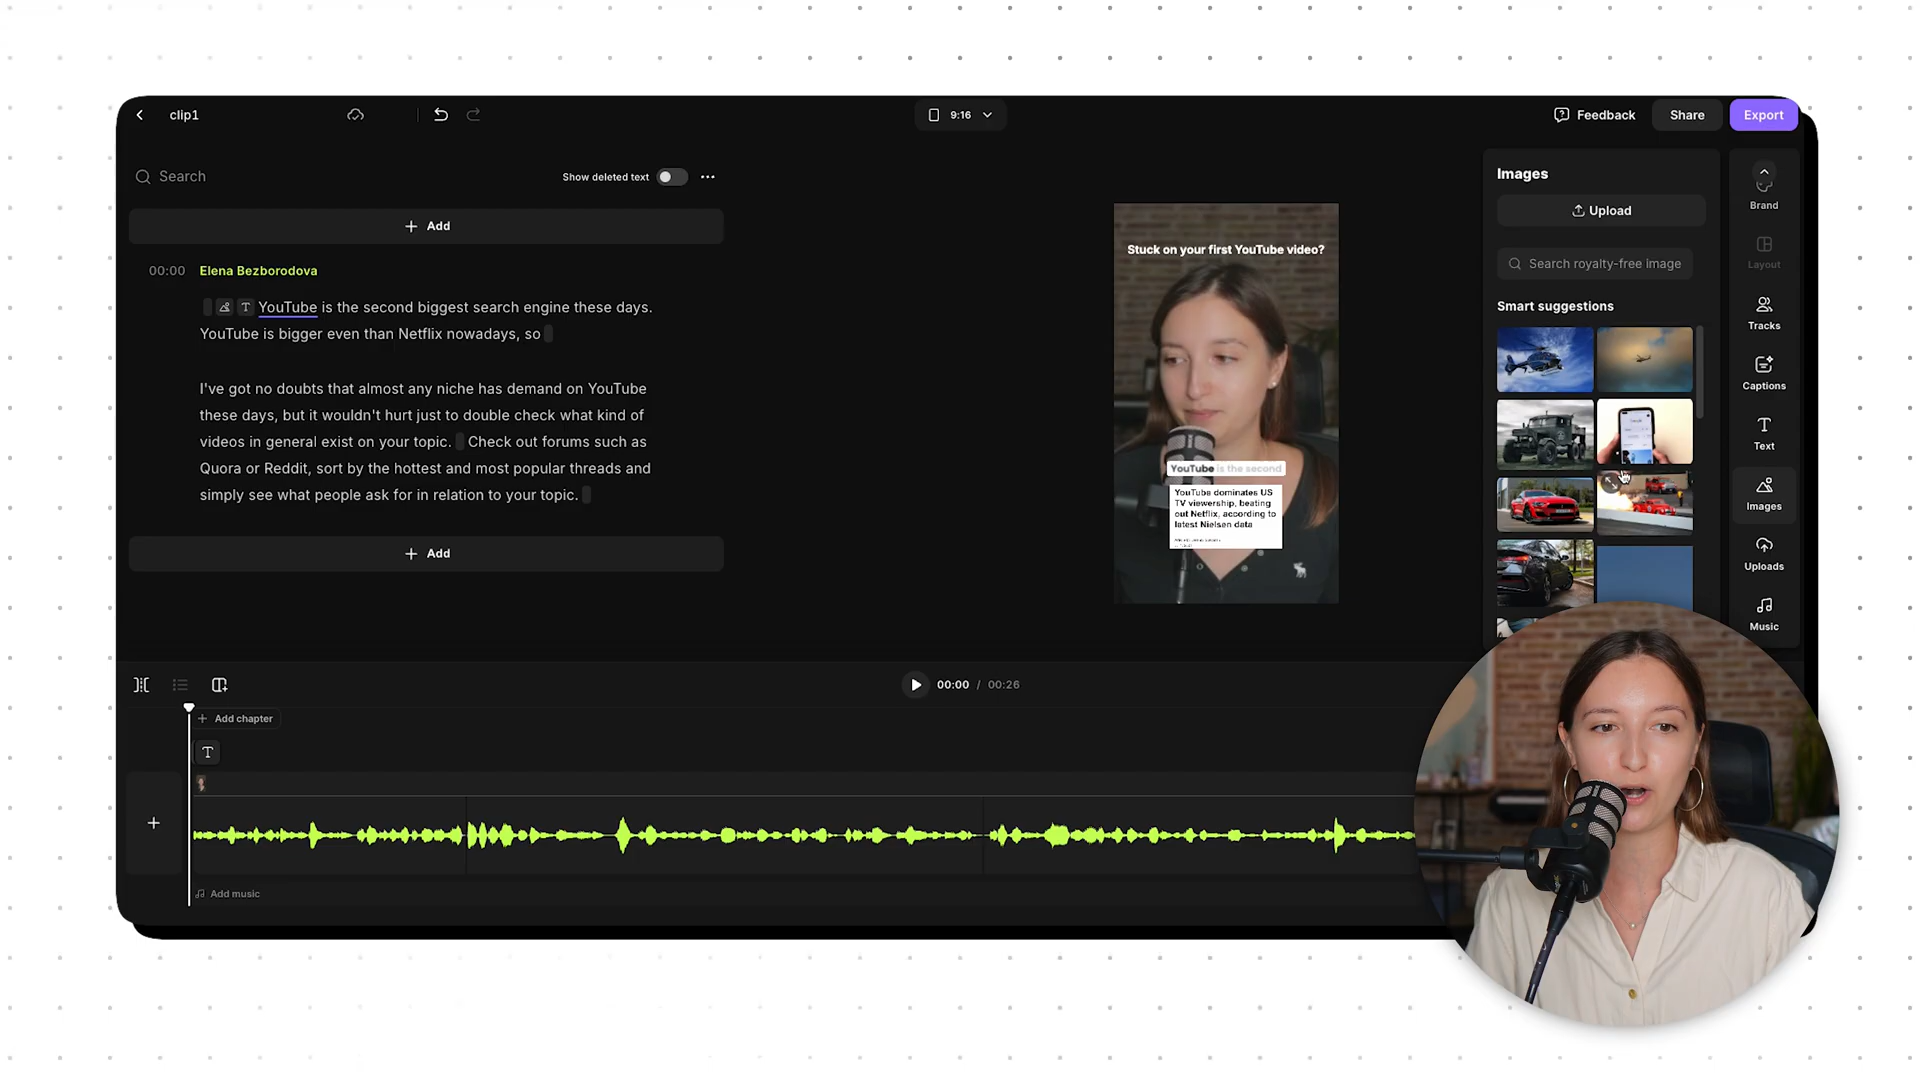 clip1
9:16
Feedback
Share
Export
Search
Show deleted text
Add
00:00 Elena Bezborodova
YouTube is the second biggest search engine these days.
YouTube is bigger even than Netflix nowadays, so
I've got no doubts that almost any niche has demand on YouTube
these days, but it wouldn't hurt just to double check what kind of
videos in general exist on your topic. Check out forums such as
Quora or Reddit, sort by the hottest and most popular threads and
simply see what people ask for in relation to your topic.
Add
Stuck on your first YouTube video?
YouTube is the second
YouTube dominates US
TV viewership, beating
out Netflix, according to
latest Nielsen data
Images
Upload
Search royalty-free image
Smart suggestions
Brand
Layout
Tracks
Captions
Text
Images
Uploads
Music
00:00 / 00:26
Add chapter
T
Add music